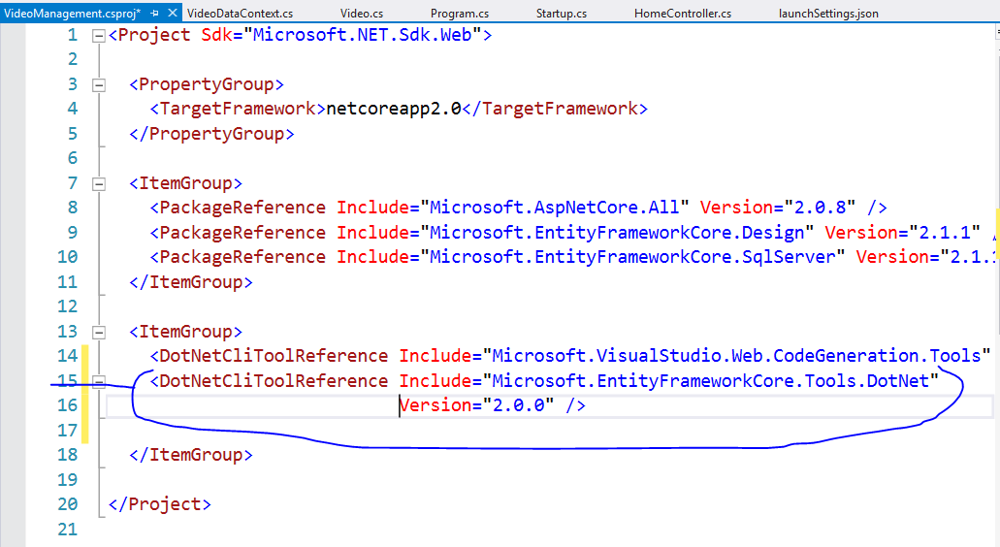 VideoManagement.csproj* VideoDataContext.cs Video.cs Program.cs Startup.cs HomeController.cs launchSettings.json
1 <Project Sdk="Microsoft.NET.Sdk.Web">
2
3 <PropertyGroup>
4 <TargetFramework>netcoreapp2.0</TargetFramework>
5 </PropertyGroup>
6
7 <ItemGroup>
8 <PackageReference Include="Microsoft.AspNetCore.All" Version="2.0.8" />
9 <PackageReference Include="Microsoft.EntityFrameworkCore.Design" Version="2.1.1" /
10 <PackageReference Include="Microsoft.EntityFrameworkCore.SqlServer" Version="2.1.1
11 </ItemGroup>
12
13 <ItemGroup>
14 <DotNetCliToolReference Include="Microsoft.VisualStudio.Web.CodeGeneration.Tools"
15 <DotNetCliToolReference Include="Microsoft.EntityFrameworkCore.Tools.DotNet"
16 Version="2.0.0" />
17
18 </ItemGroup>
19
20 </Project>
21